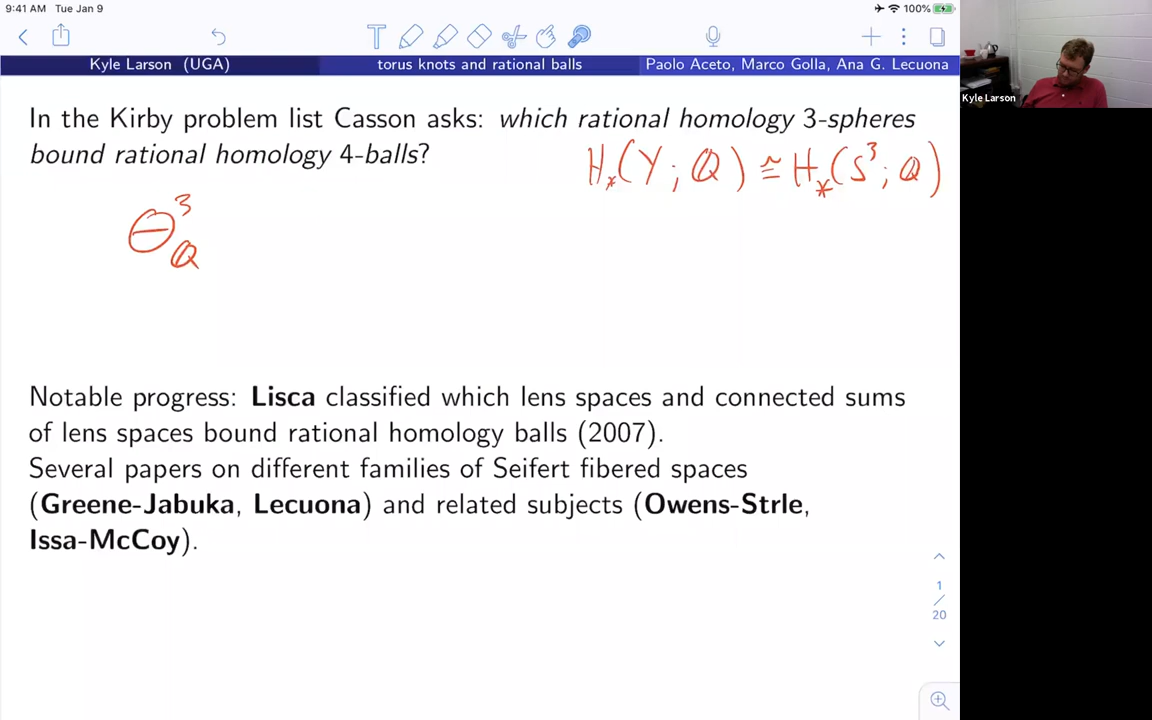 9:41 AM Tue Jan 9
100%
Kyle Larson (UGA)
torus knots and rational balls
Paolo Aceto, Marco Golla, Ana G. Lecuona
Kyle Larson
In the Kirby problem list Casson asks: which rational homology 3-spheres
bound rational homology 4-balls?
H_*(Y; Q) ≅ H_*(S^3; Q)
Θ^3_Q
Notable progress: Lisca classified which lens spaces and connected sums
of lens spaces bound rational homology balls (2007).
Several papers on different families of Seifert fibered spaces
(Greene-Jabuka, Lecuona) and related subjects (Owens-Strle,
Issa-McCoy).
1
/
20